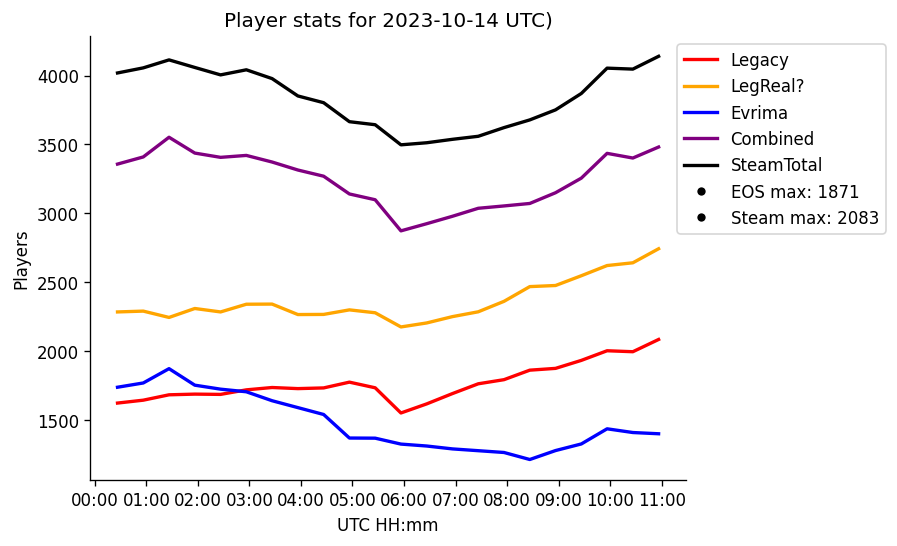 Player stats for 2023-10-14 UTC)
Legacy
LegReal?
Evrima
Combined
SteamTotal
EOS max: 1871
Steam max: 2083
4000
3500
3000
2500
2000
1500
Players
00:00 01:00 02:00 03:00 04:00 05:00 06:00 07:00 08:00 09:00 10:00 11:00
UTC HH:mm